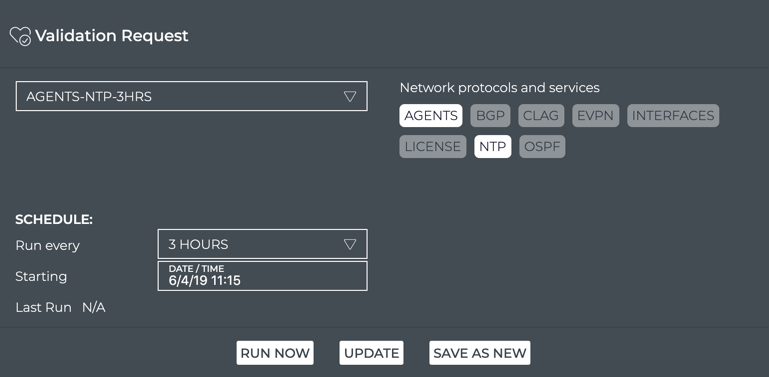 Validation Request
AGENTS-NTP-3HRS
Network protocols and services
AGENTS BGP CLAG EVPN INTERFACES
LICENSE NTP OSPF
SCHEDULE:
Run every 3 HOURS
DATE / TIME
Starting 6/4/19 11:15
Last Run N/A
RUN NOW UPDATE SAVE AS NEW